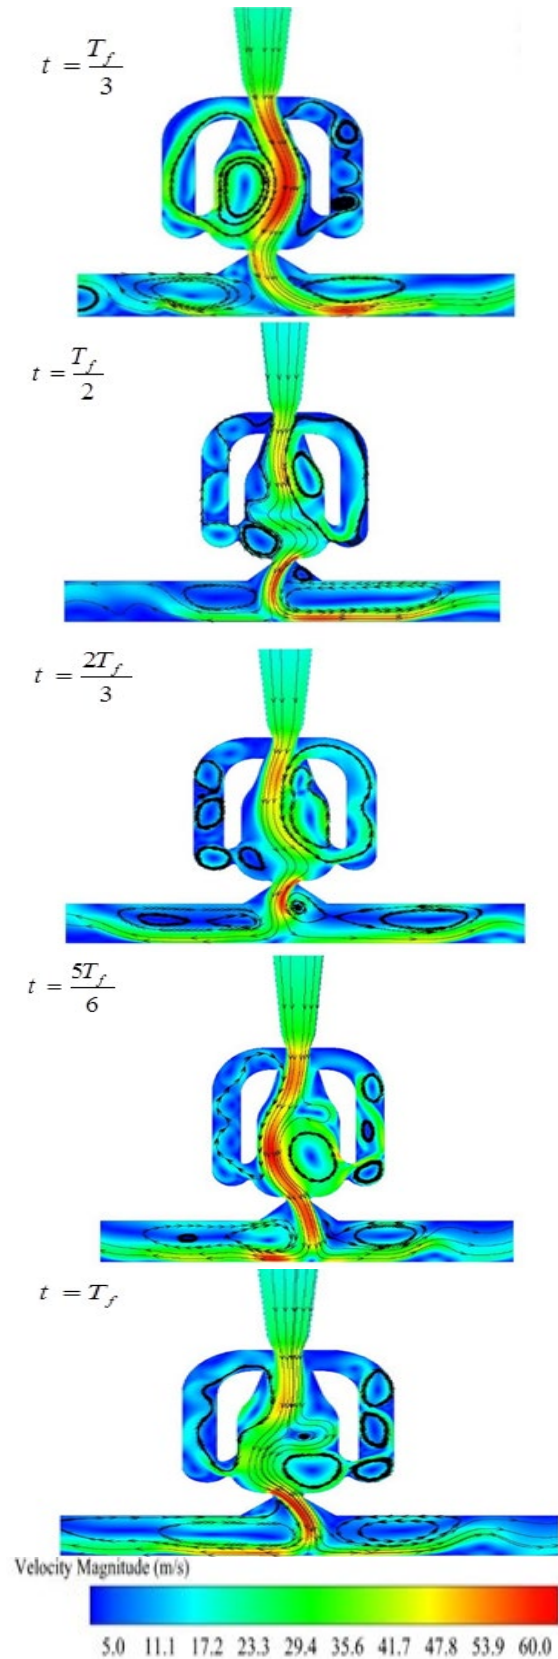 t = T_f/3
t = T_f/2
t = 2T_f/3
t = 5T_f/6
t = T_f
Velocity Magnitude (m/s)
5.0 11.1 17.2 23.3 29.4 35.6 41.7 47.8 53.9 60.0